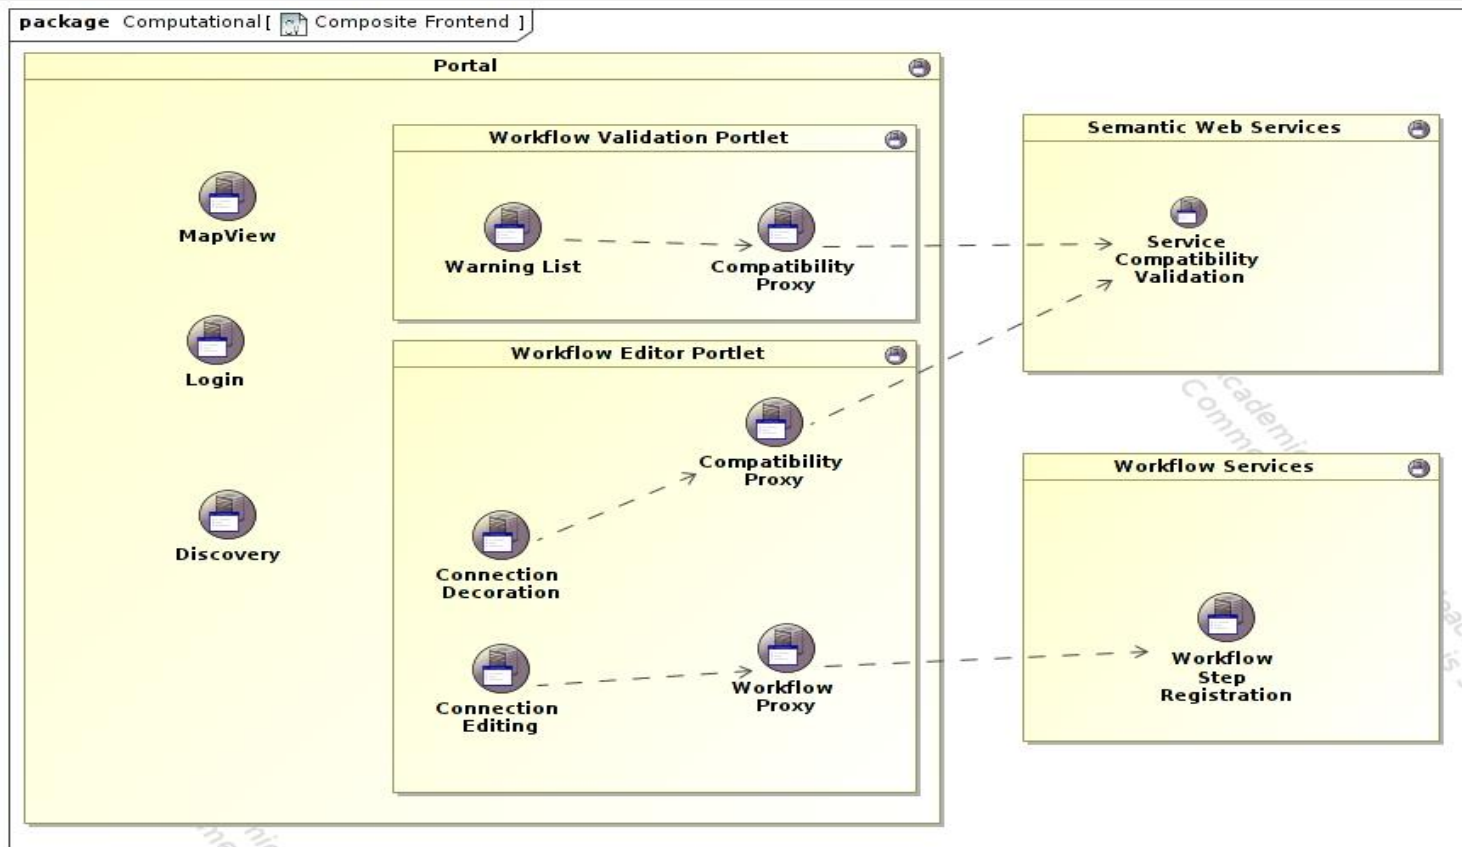 package Computational[ Composite Frontend ]
Portal
Workflow Validation Portlet
Semantic Web Services
MapView
Warning List
Compatibility
Proxy
Service
Compatibility
Validation
Login
Workflow Editor Portlet
Compatibility
Proxy
Workflow Services
Discovery
Connection
Decoration
Connection
Editing
Workflow
Proxy
Workflow
Step
Registration